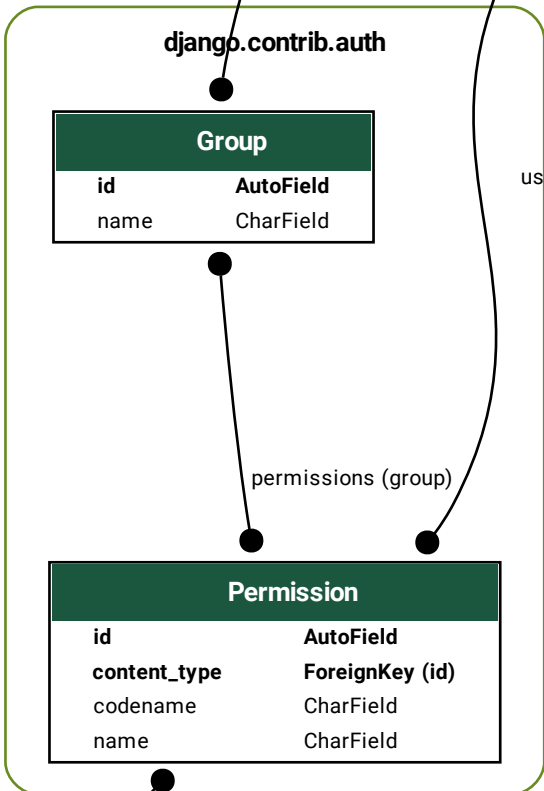 django.contrib.auth
Group
id AutoField
name CharField
us
permissions (group)
Permission
id AutoField
content_type ForeignKey (id)
codename CharField
name CharField